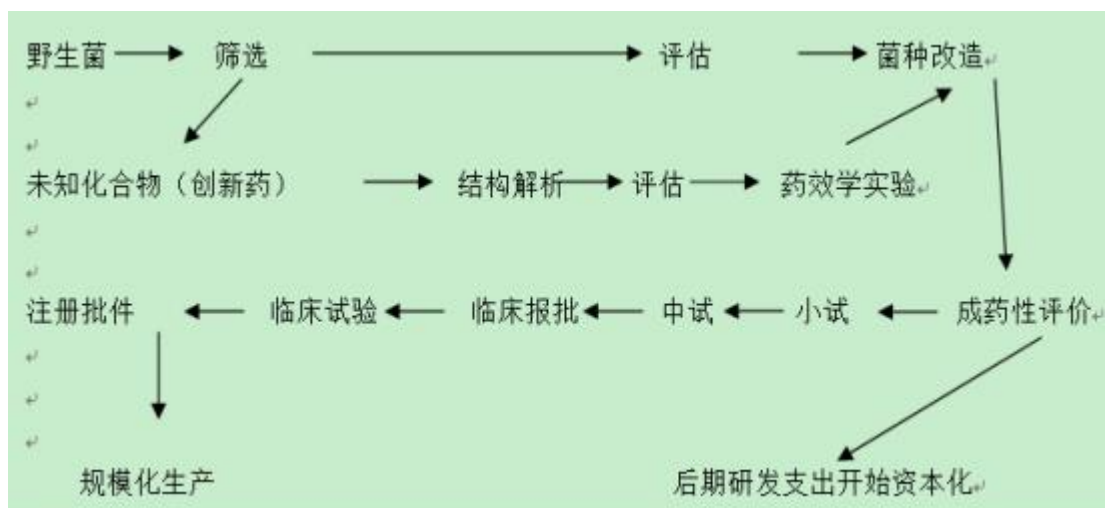 野生菌 筛选 评估 菌种改造
未知化合物（创新药） 结构解析 评估 药效学实验
注册批件 临床试验 临床报批 中试 小试 成药性评价
规模化生产 后期研发支出开始资本化